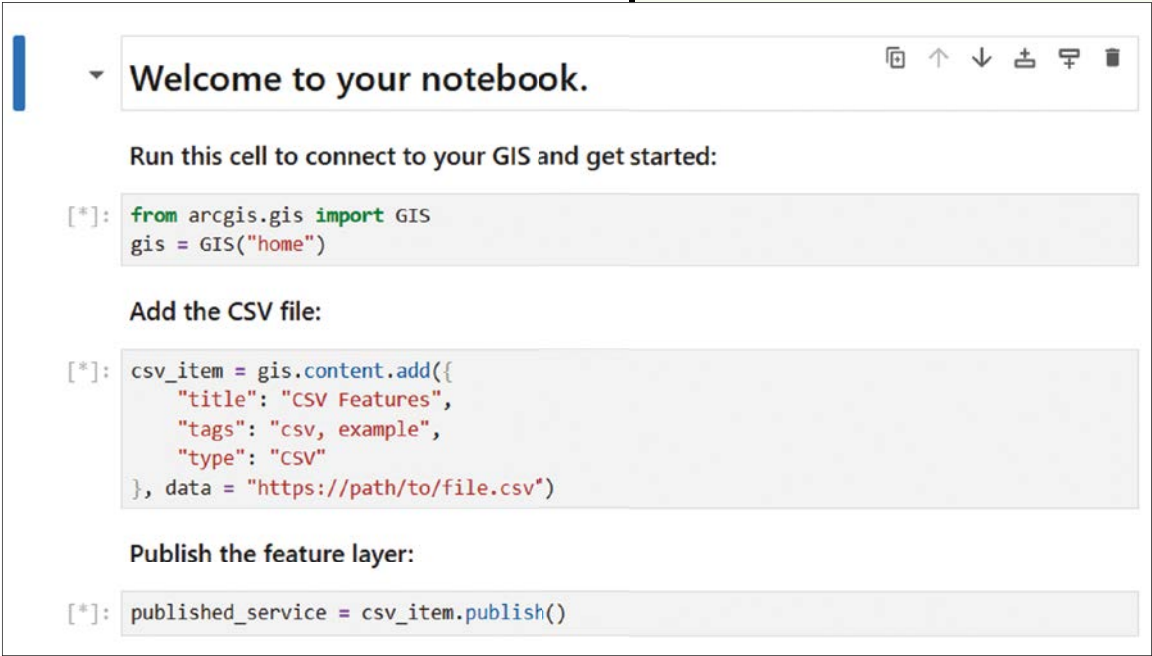 Welcome to your notebook.
Run this cell to connect to your GIS and get started:
[*]: from arcgis.gis import GIS
gis = GIS("home")
Add the CSV file:
[*]: csv_item = gis.content.add({
"title": "CSV Features",
"tags": "csv, example",
"type": "CSV"
}, data = "https://path/to/file.csv")
Publish the feature layer:
[*]: published_service = csv_item.publish()